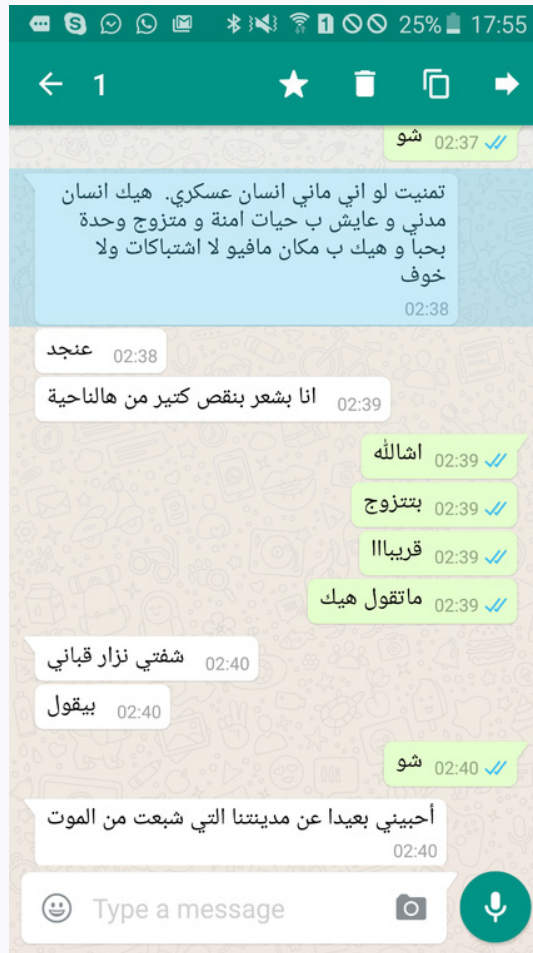 25% 17:55
1
شو 02:37
تمنيت لو اني ماني انسان عسكري. هيك انسان
مدني و عايش ب حيات امنة و متزوج وحدة
بحبا و هيك ب مكان مافيو لا اشتباكات ولا
خوف
02:38
عنجد 02:38
انا بشعر بنقص كتير من هالناحية 02:39
اشالله 02:39
بتتزوج 02:39
قريبااا 02:39
ماتقول هيك 02:39
شفتي نزار قباني 02:40
بيقول 02:40
شو 02:40
أحبيني بعيدا عن مدينتنا التي شبعت من الموت
02:40
Type a message